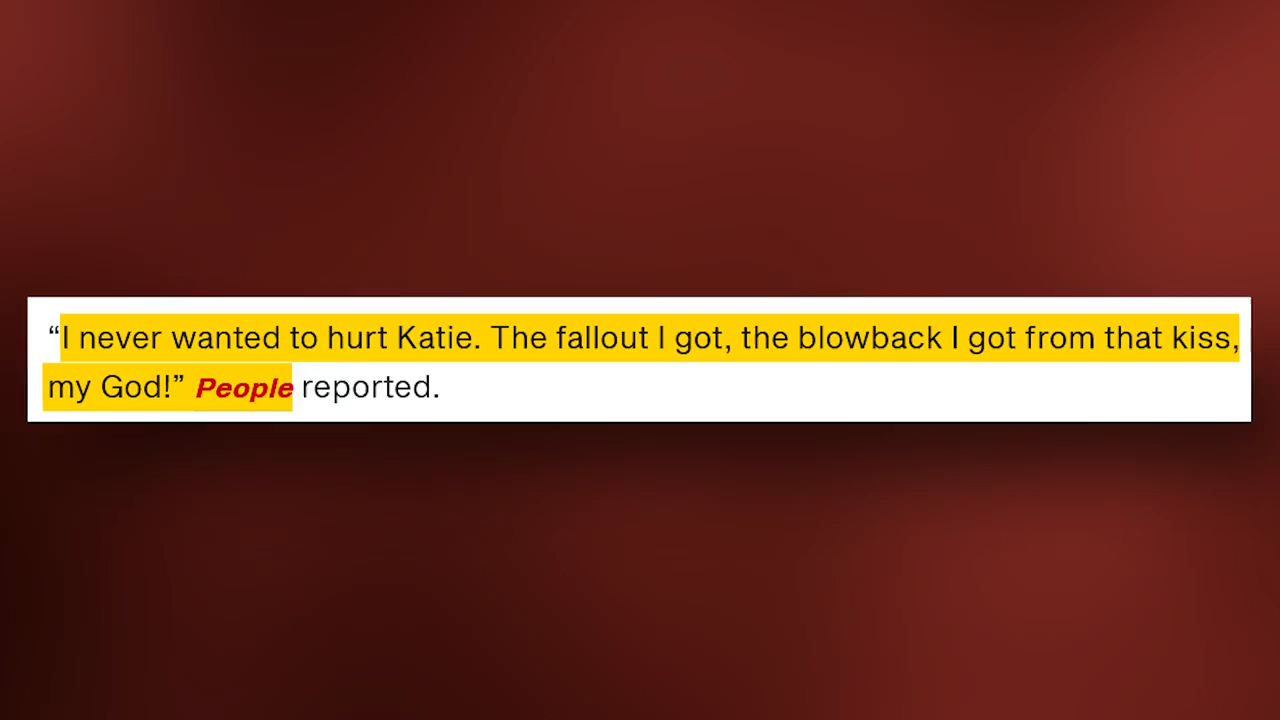 “I never wanted to hurt Katie. The fallout I got, the blowback I got from that kiss,
my God!” People reported.